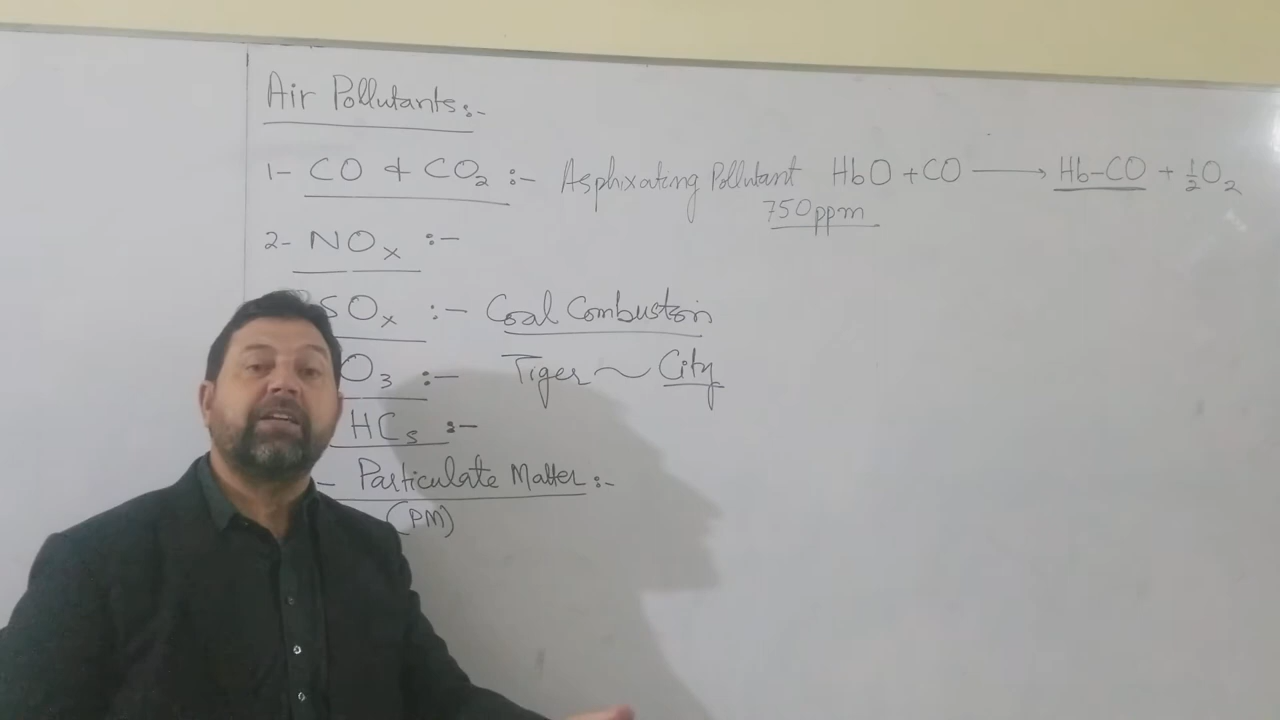 Air Pollutants:-
1- CO & CO₂ :- Asphixating Pollutant HbO + CO ⟶ Hb-CO + ½O₂
750ppm
2- NOₓ :-
SOₓ :- Coal Combustion
O₃ :- Tiger ~ City
HCs :-
- Particulate Matter :-
(PM)